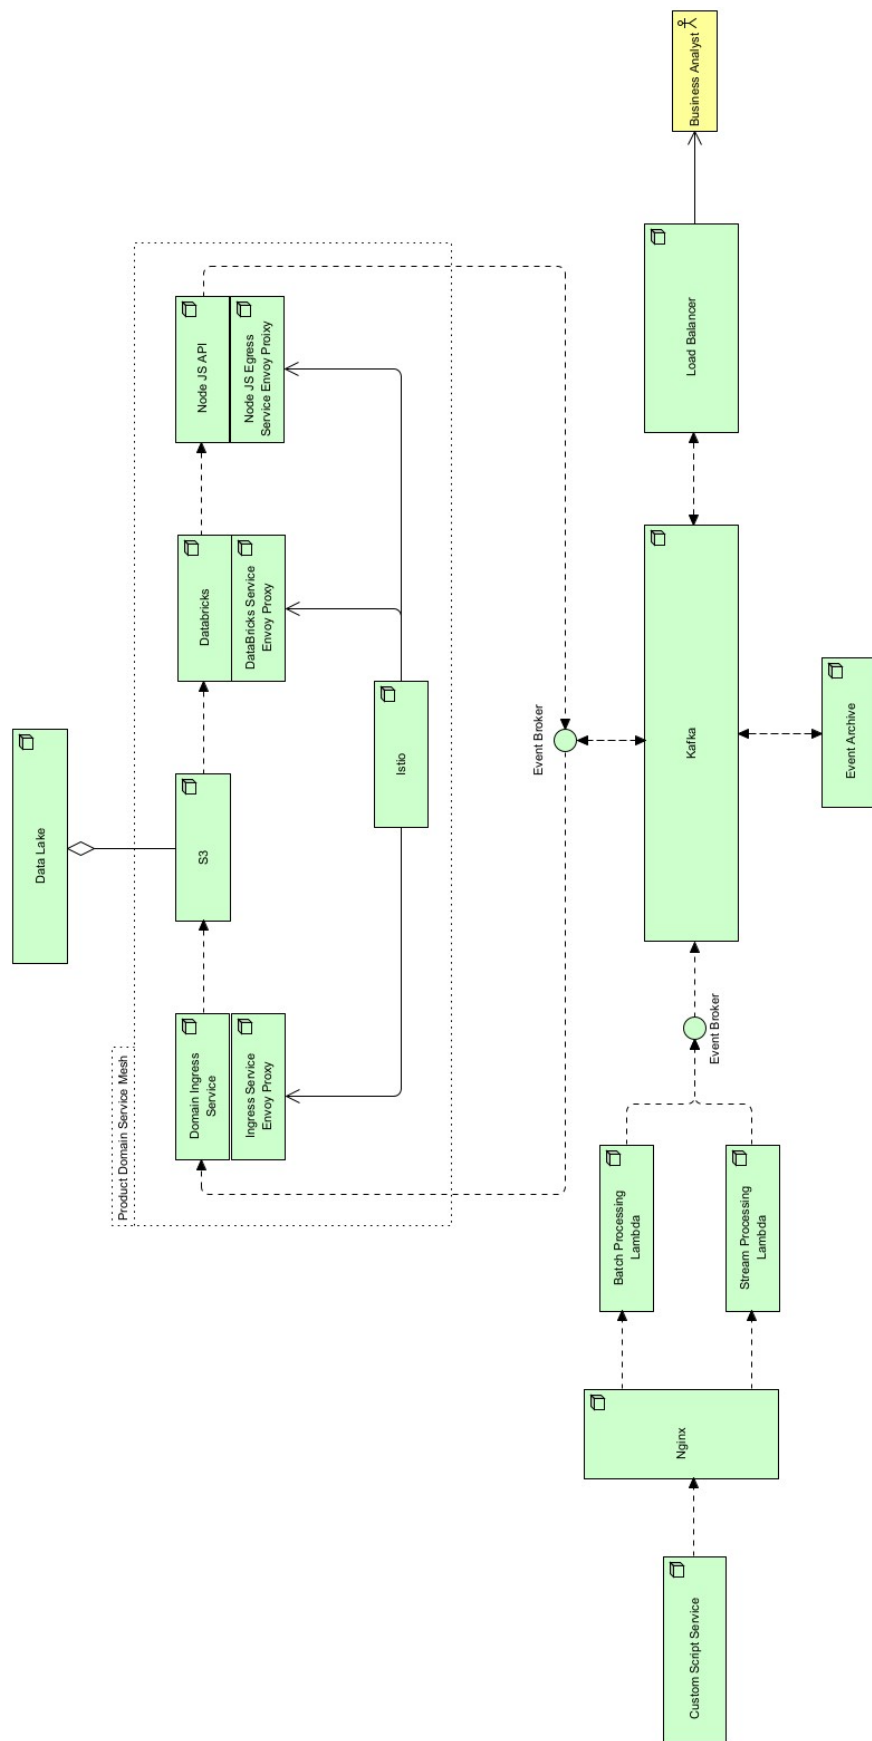 Business Analyst
Load Balancer
Node JS API
Node JS Egress
Service Envoy Proixy
Databricks
DataBricks Service
Envoy Proxy
Istio
Event Broker
Kafka
Event Archive
Data Lake
S3
Domain Ingress
Service
Ingress Service
Envoy Proxy
Product Domain Service Mesh
Event Broker
Batch Processing
Lambda
Stream Processing
Lambda
Nginx
Custom Script Service